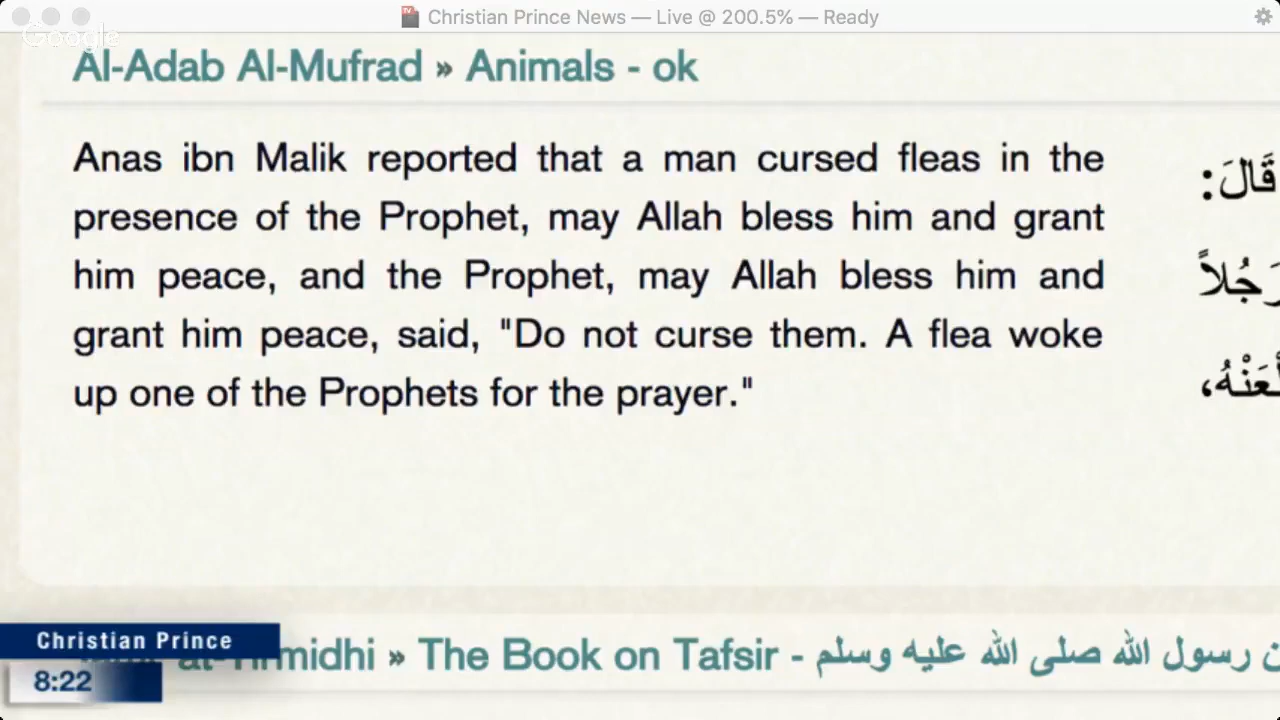 Christian Prince News — Live @ 200.5% — Ready
Google
Al-Adab Al-Mufrad » Animals - ok
Anas ibn Malik reported that a man cursed fleas in the
presence of the Prophet, may Allah bless him and grant
him peace, and the Prophet, may Allah bless him and
grant him peace, said, "Do not curse them. A flea woke
up one of the Prophets for the prayer."
قَالَ:
رَجُلاً
Christian Prince
at-Tirmidhi » The Book on Tafsir - رسول الله صلى الله عليه وسلم
8:22